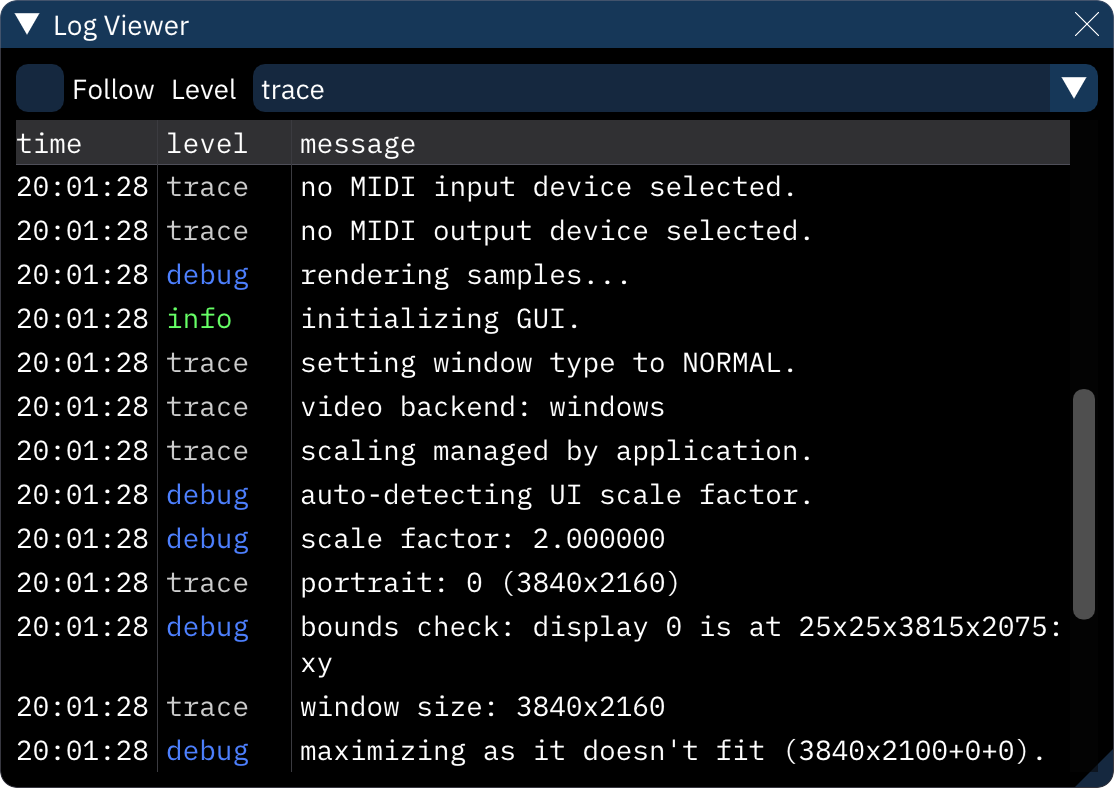 Log Viewer
Follow Level trace
time level message
20:01:28 trace no MIDI input device selected.
20:01:28 trace no MIDI output device selected.
20:01:28 debug rendering samples...
20:01:28 info initializing GUI.
20:01:28 trace setting window type to NORMAL.
20:01:28 trace video backend: windows
20:01:28 trace scaling managed by application.
20:01:28 debug auto-detecting UI scale factor.
20:01:28 debug scale factor: 2.000000
20:01:28 trace portrait: 0 (3840x2160)
20:01:28 debug bounds check: display 0 is at 25x25x3815x2075:
xy
20:01:28 trace window size: 3840x2160
20:01:28 debug maximizing as it doesn't fit (3840x2100+0+0).